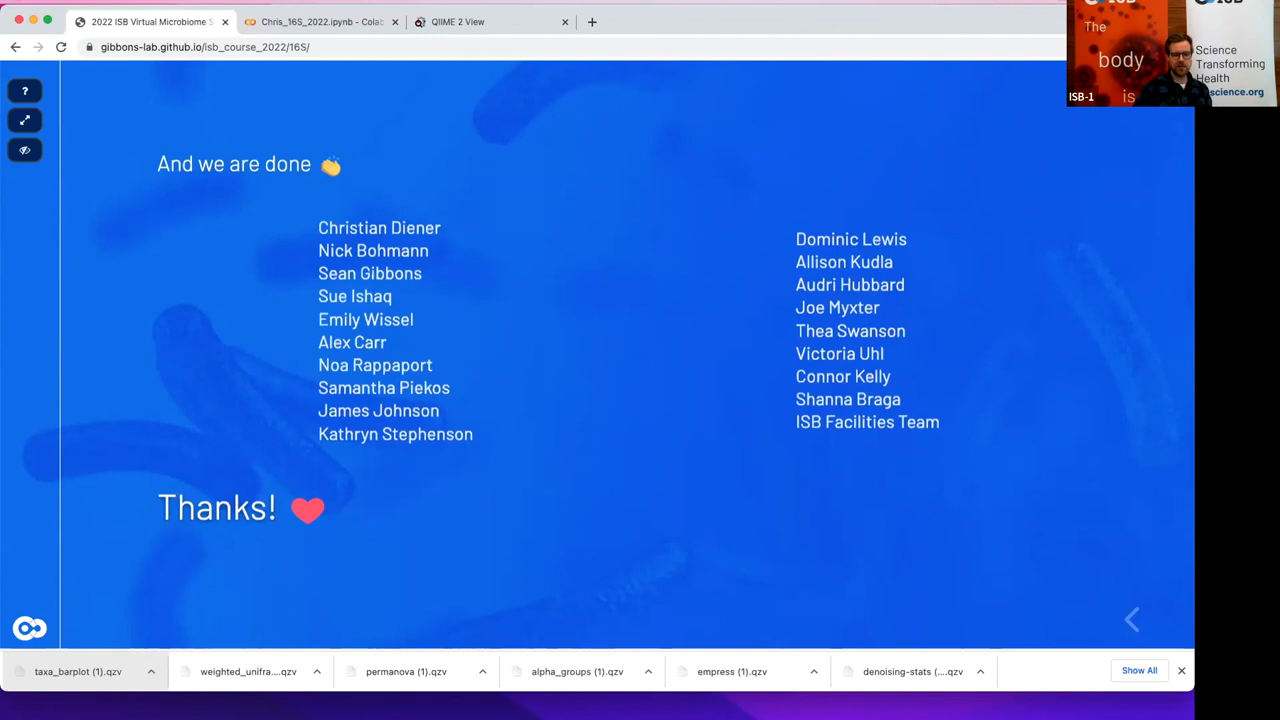 2022 ISB Virtual Microbiome S
Chris_16S_2022.ipynb - Colab
QIIME 2 View
gibbons-lab.github.io/isb_course_2022/16S/
The
body
is
ISB-1
Science
Transforming
Health
science.org
?
And we are done 👏
Christian Diener
Nick Bohmann
Sean Gibbons
Sue Ishaq
Emily Wissel
Alex Carr
Noa Rappaport
Samantha Piekos
James Johnson
Kathryn Stephenson
Dominic Lewis
Allison Kudla
Audri Hubbard
Joe Myxter
Thea Swanson
Victoria Uhl
Connor Kelly
Shanna Braga
ISB Facilities Team
Thanks! ❤️
taxa_barplot (1).qzv
weighted_unifra....qzv
permanova (1).qzv
alpha_groups (1).qzv
empress (1).qzv
denoising-stats (....qzv
Show All